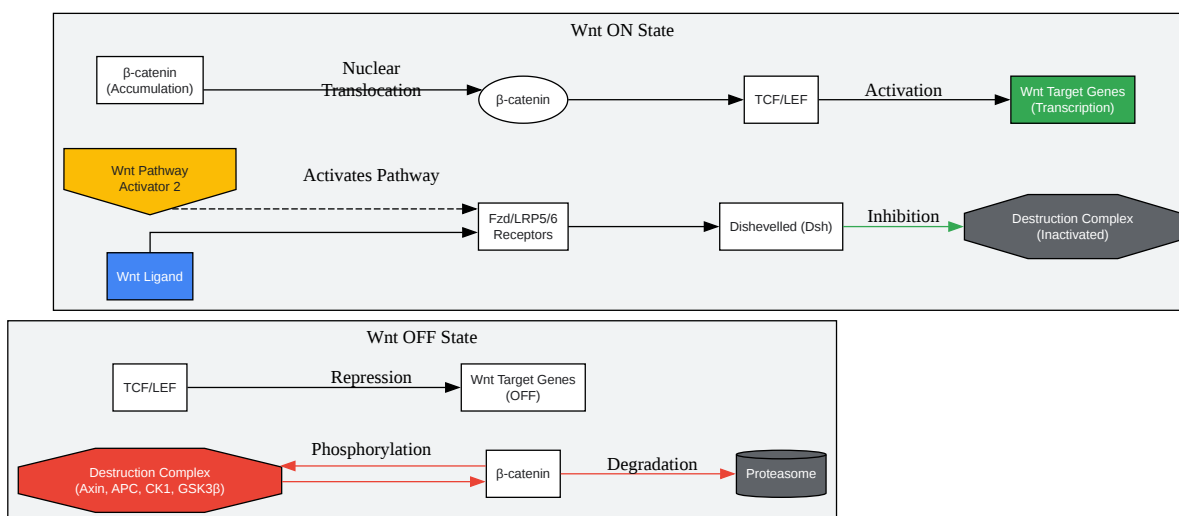 Wnt ON State
β-catenin
(Accumulation)
Nuclear
Translocation
β-catenin
TCF/LEF
Activation
Wnt Target Genes
(Transcription)
Wnt Pathway
Activator 2
Activates Pathway
Fzd/LRP5/6
Receptors
Dishevelled (Dsh)
Inhibition
Destruction Complex
(Inactivated)
Wnt Ligand
Wnt OFF State
TCF/LEF
Repression
Wnt Target Genes
(OFF)
Destruction Complex
(Axin, APC, CK1, GSK3β)
Phosphorylation
β-catenin
Degradation
Proteasome